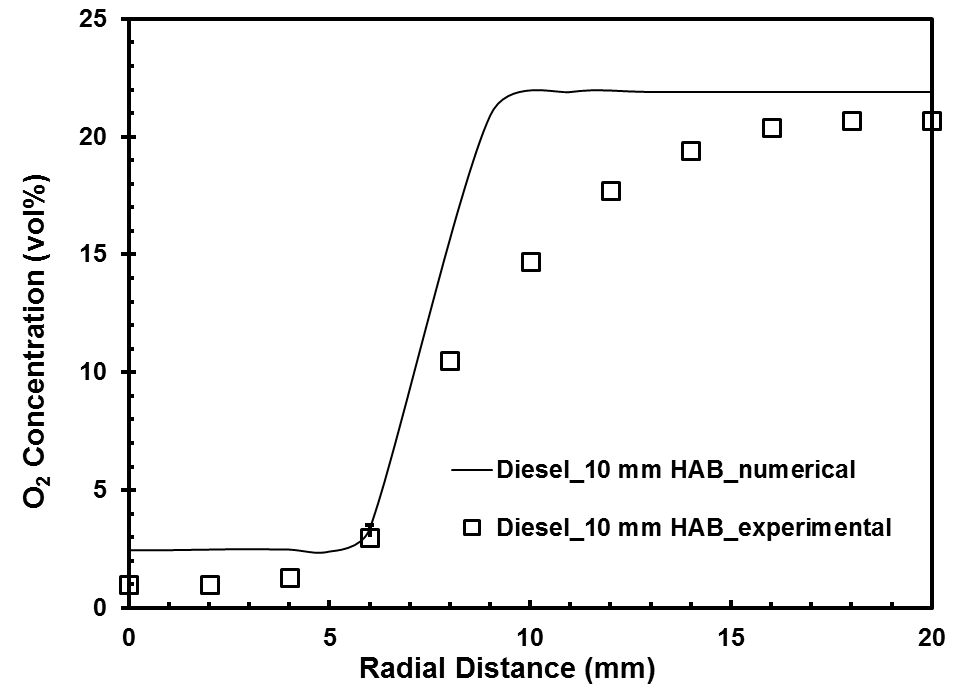 25
20
15
10
5
0
O₂ Concentration (vol%)
Diesel_10 mm HAB_numerical
Diesel_10 mm HAB_experimental
0 5 10 15 20
Radial Distance (mm)